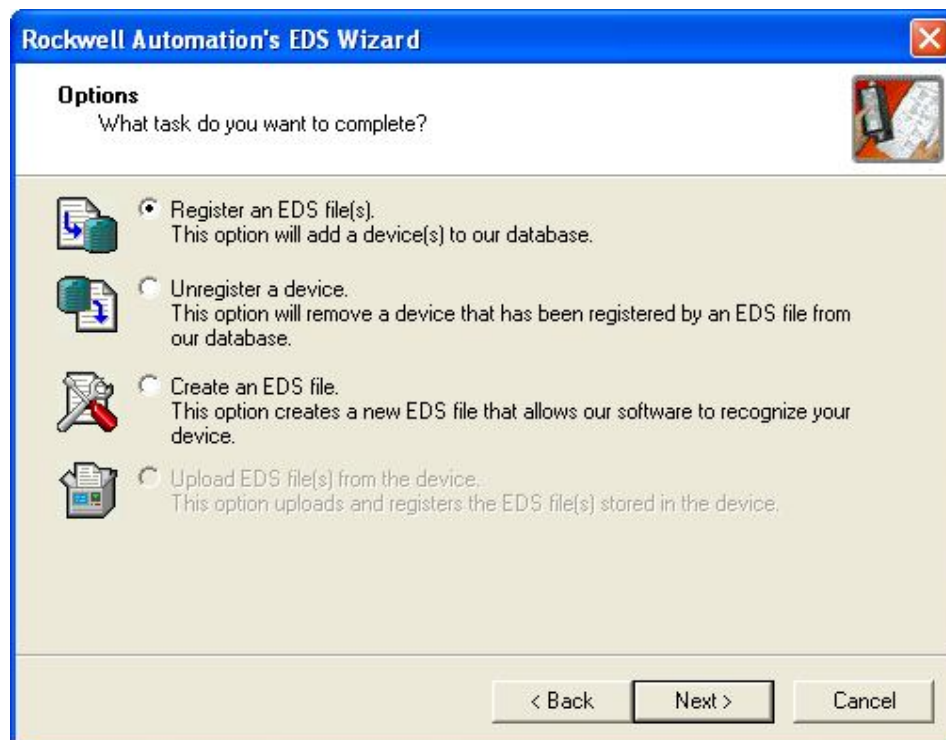 Rockwell Automation's EDS Wizard
Options
What task do you want to complete?
Register an EDS file(s).
This option will add a device(s) to our database.
Unregister a device.
This option will remove a device that has been registered by an EDS file from
our database.
Create an EDS file.
This option creates a new EDS file that allows our software to recognize your
device.
Upload EDS file(s) from the device.
This option uploads and registers the EDS file(s) stored in the device.
< Back
Next >
Cancel